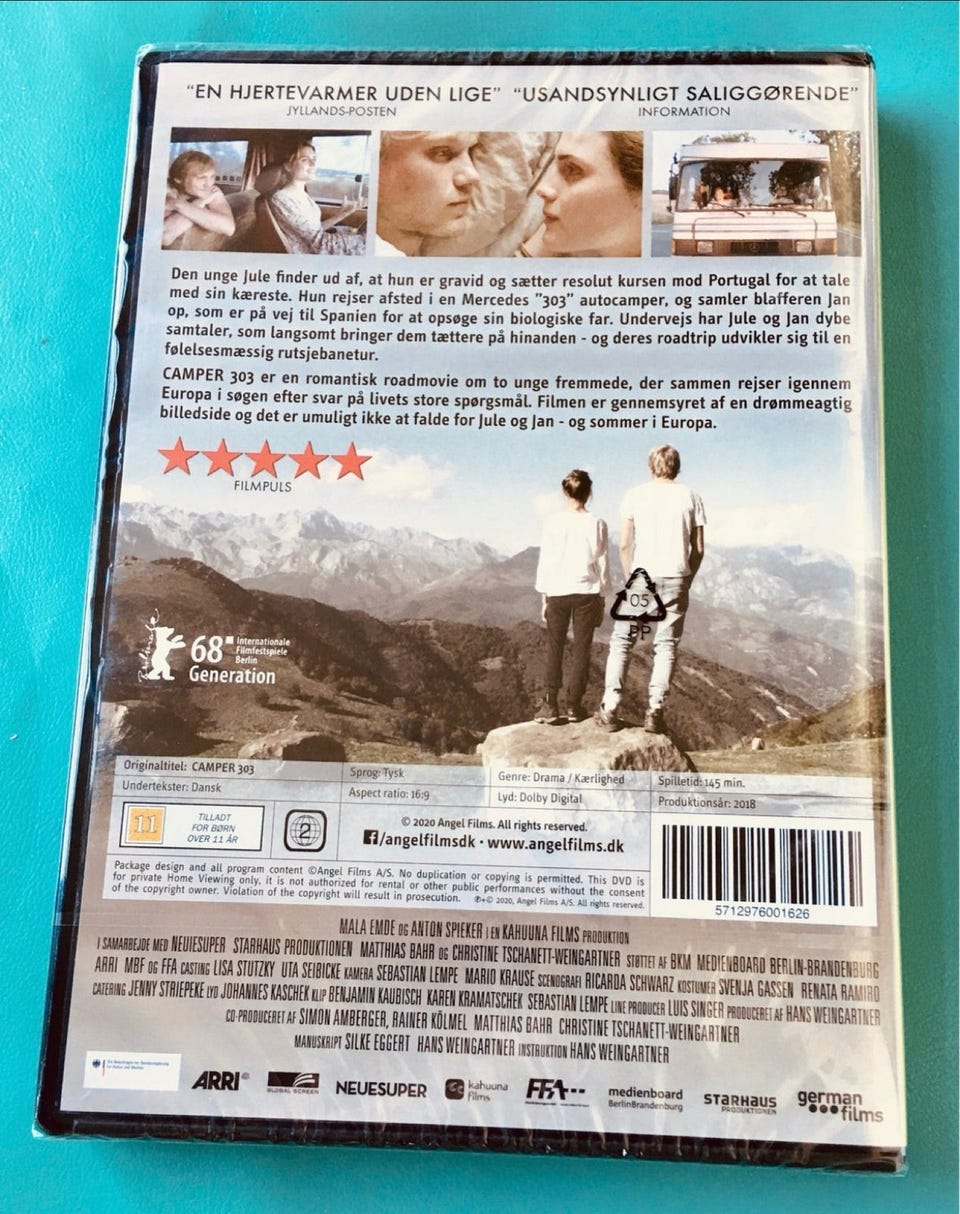 "EN HJERTEVARMER UDEN LIGE" "USANDSYNLIGT SALIGGØRENDE"
JYLLANDS-POSTEN INFORMATION
Den unge Jule finder ud af, at hun er gravid og sætter resolut kursen mod Portugal for at tale
med sin kæreste. Hun rejser afsted i en Mercedes "303" autocamper, og samler blafferen Jan
op, som er på vej til Spanien for at opsøge sin biologiske far. Undervejs har Jule og Jan dybe
samtaler, som langsomt bringer dem tættere på hinanden - og deres roadtrip udvikler sig til en
følelsesmæssig rutsjebanetur.
CAMPER 303 er en romantisk roadmovie om to unge fremmede, der sammen rejser igennem
Europa i søgen efter svar på livets store spørgsmål. Filmen er gennemsyret af en drømmeagtig
billedside og det er umuligt ikke at falde for Jule og Jan - og sommer i Europa.
FILMPULS
05
PP
Berlinale
68
Internationale
Filmfestspiele
Berlin
Generation
Originaltitel: CAMPER 303 Sprog: Tysk Genre: Drama / Kærlighed Spilletid: 145 min.
Undertekster: Dansk Aspect ratio: 16:9 Lyd: Dolby Digital Produktionsår: 2018
11
TILLADT
FOR BØRN
OVER 11 ÅR
2
© 2020 Angel Films. All rights reserved.
f/angelfilmsdk · www.angelfilms.dk
Package design and all program content ©Angel Films A/S. No duplication or copying is permitted. This DVD is
for private Home Viewing only, it is not authorized for rental or other public performances without the consent
of the copyright owner. Violation of the copyright will result in prosecution. ℗+© 2020, Angel Films A/S. All rights reserved.
5712976001626
MALA EMDE OG ANTON SPIEKER I EN KAHUUNA FILMS PRODUKTION
I SAMARBEJDE MED NEUIESUPER STARHAUS PRODUKTIONEN MATTHIAS BAHR OG CHRISTINE TSCHANETT-WEINGARTNER STØTTET AF BKM MEDIENBOARD BERLIN-BRANDENBURG
ARRI MBF OG FFA CASTING LISA STUTZKY UTA SEIBICKE KAMERA SEBASTIAN LEMPE MARIO KRAUSE SCENOGRAFI RICARDA SCHWARZ KOSTUMER SVENJA GASSEN RENATA RAMIRO
CATERING JENNY STRIEPEKE LYD JOHANNES KASCHEK KLIP BENJAMIN KAUBISCH KAREN KRAMATSCHEK SEBASTIAN LEMPE LINE PRODUCER LUIS SINGER PRODUCERET AF HANS WEINGARTNER
CO-PRODUCERET AF SIMON AMBERGER, RAINER KÖLMEL MATTHIAS BAHR CHRISTINE TSCHANETT-WEINGARTNER
MANUSKRIPT SILKE EGGERT HANS WEINGARTNER INSTRUKTION HANS WEINGARTNER
ARRI GLOBAL SCREEN NEUESUPER kahuuna films FFA medienboard BerlinBrandenburg STARHAUS PRODUKTIONEN german films